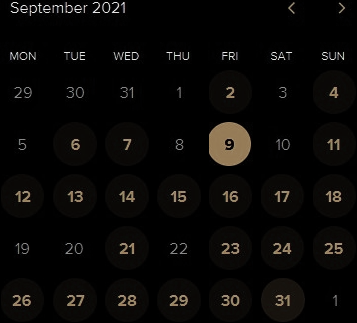 September 2021
MON TUE WED THU FRI SAT SUN
29 30 31 1 2 3 4
5 6 7 8 9 10 11
12 13 14 15 16 17 18
19 20 21 22 23 24 25
26 27 28 29 30 31 1